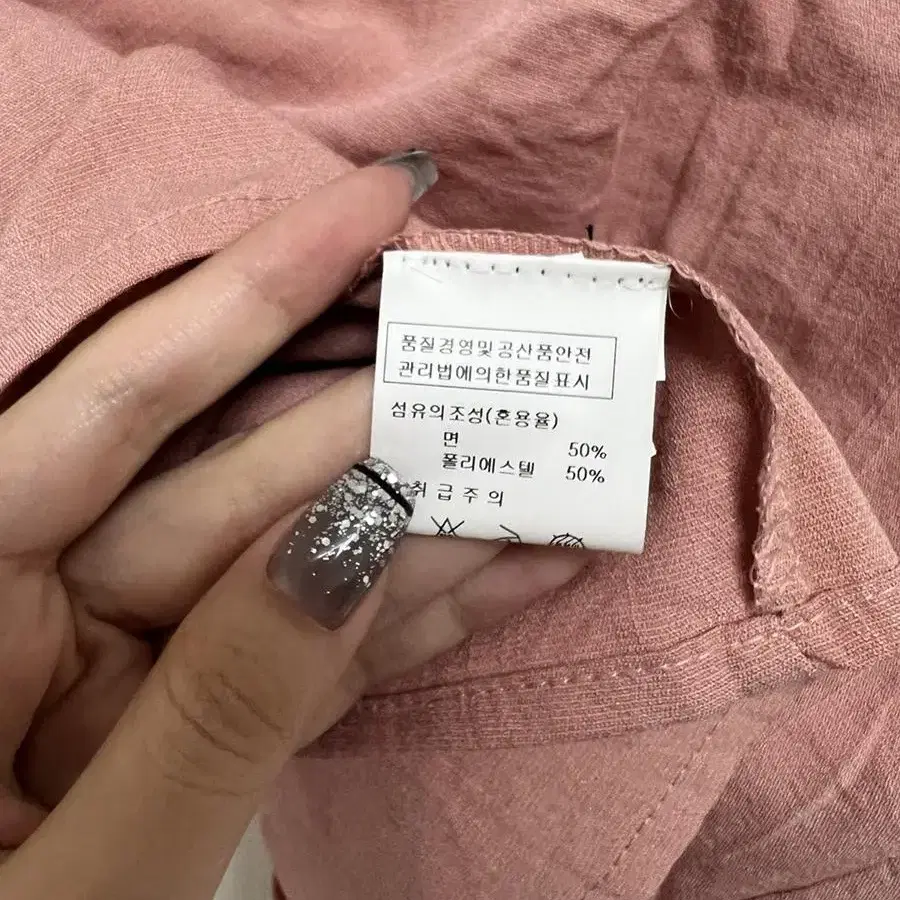 품질경영및공산품안전
관리법에의한품질표시
섬유의조성(혼용율)
면 50%
폴리에스텔 50%
취급주의